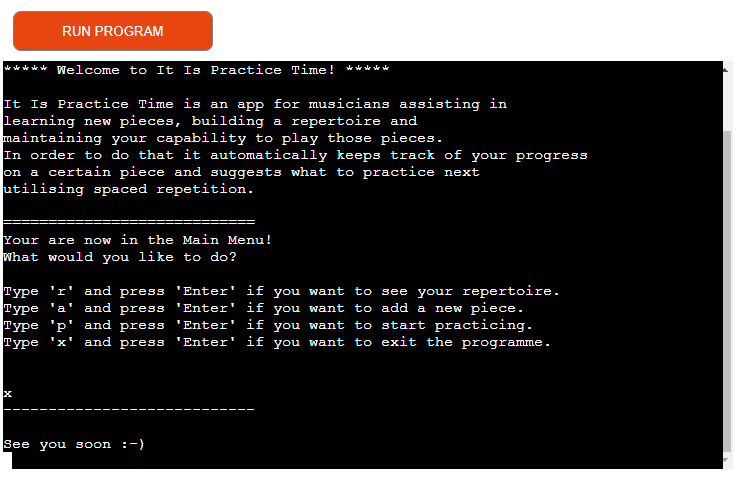 RUN PROGRAM
***** Welcome to It Is Practice Time! *****
It Is Practice Time is an app for musicians assisting in
learning new pieces, building a repertoire and
maintaining your capability to play those pieces.
In order to do that it automatically keeps track of your progress
on a certain piece and suggests what to practice next
utilising spaced repetition.
============================
Your are now in the Main Menu!
What would you like to do?
Type 'r' and press 'Enter' if you want to see your repertoire.
Type 'a' and press 'Enter' if you want to add a new piece.
Type 'p' and press 'Enter' if you want to start practicing.
Type 'x' and press 'Enter' if you want to exit the programme.
x
----------------------------
See you soon :-)